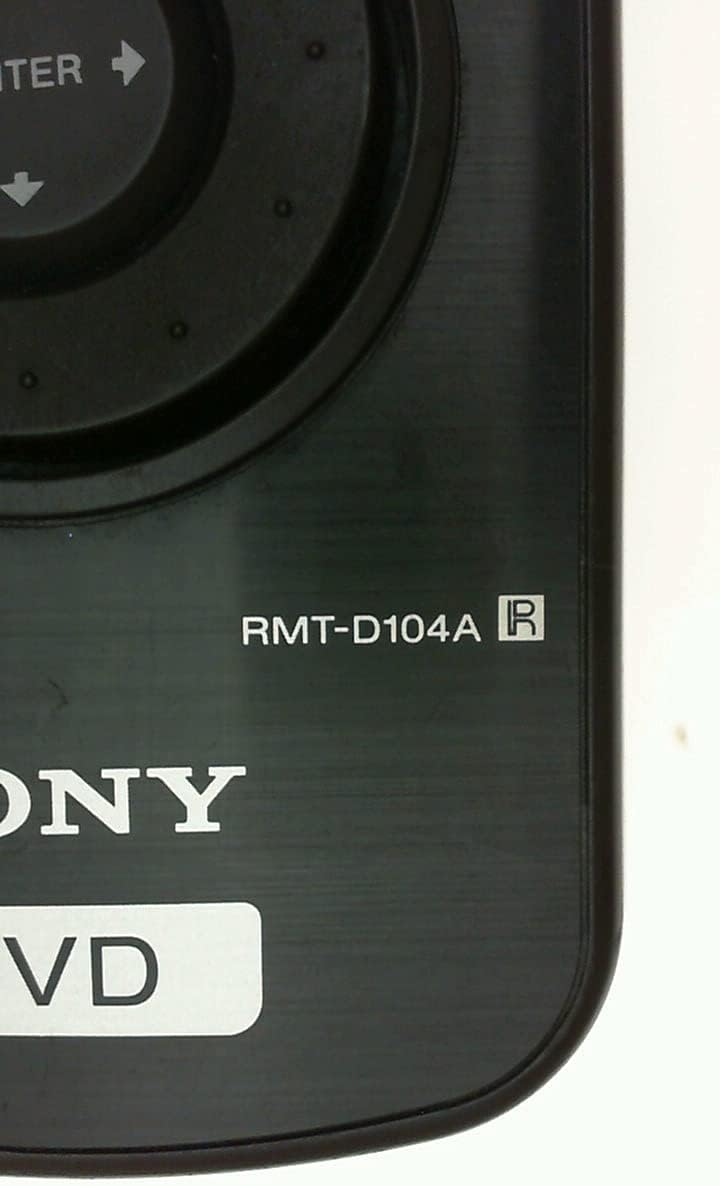 NTER
RMT-D104A R
ONY
VD